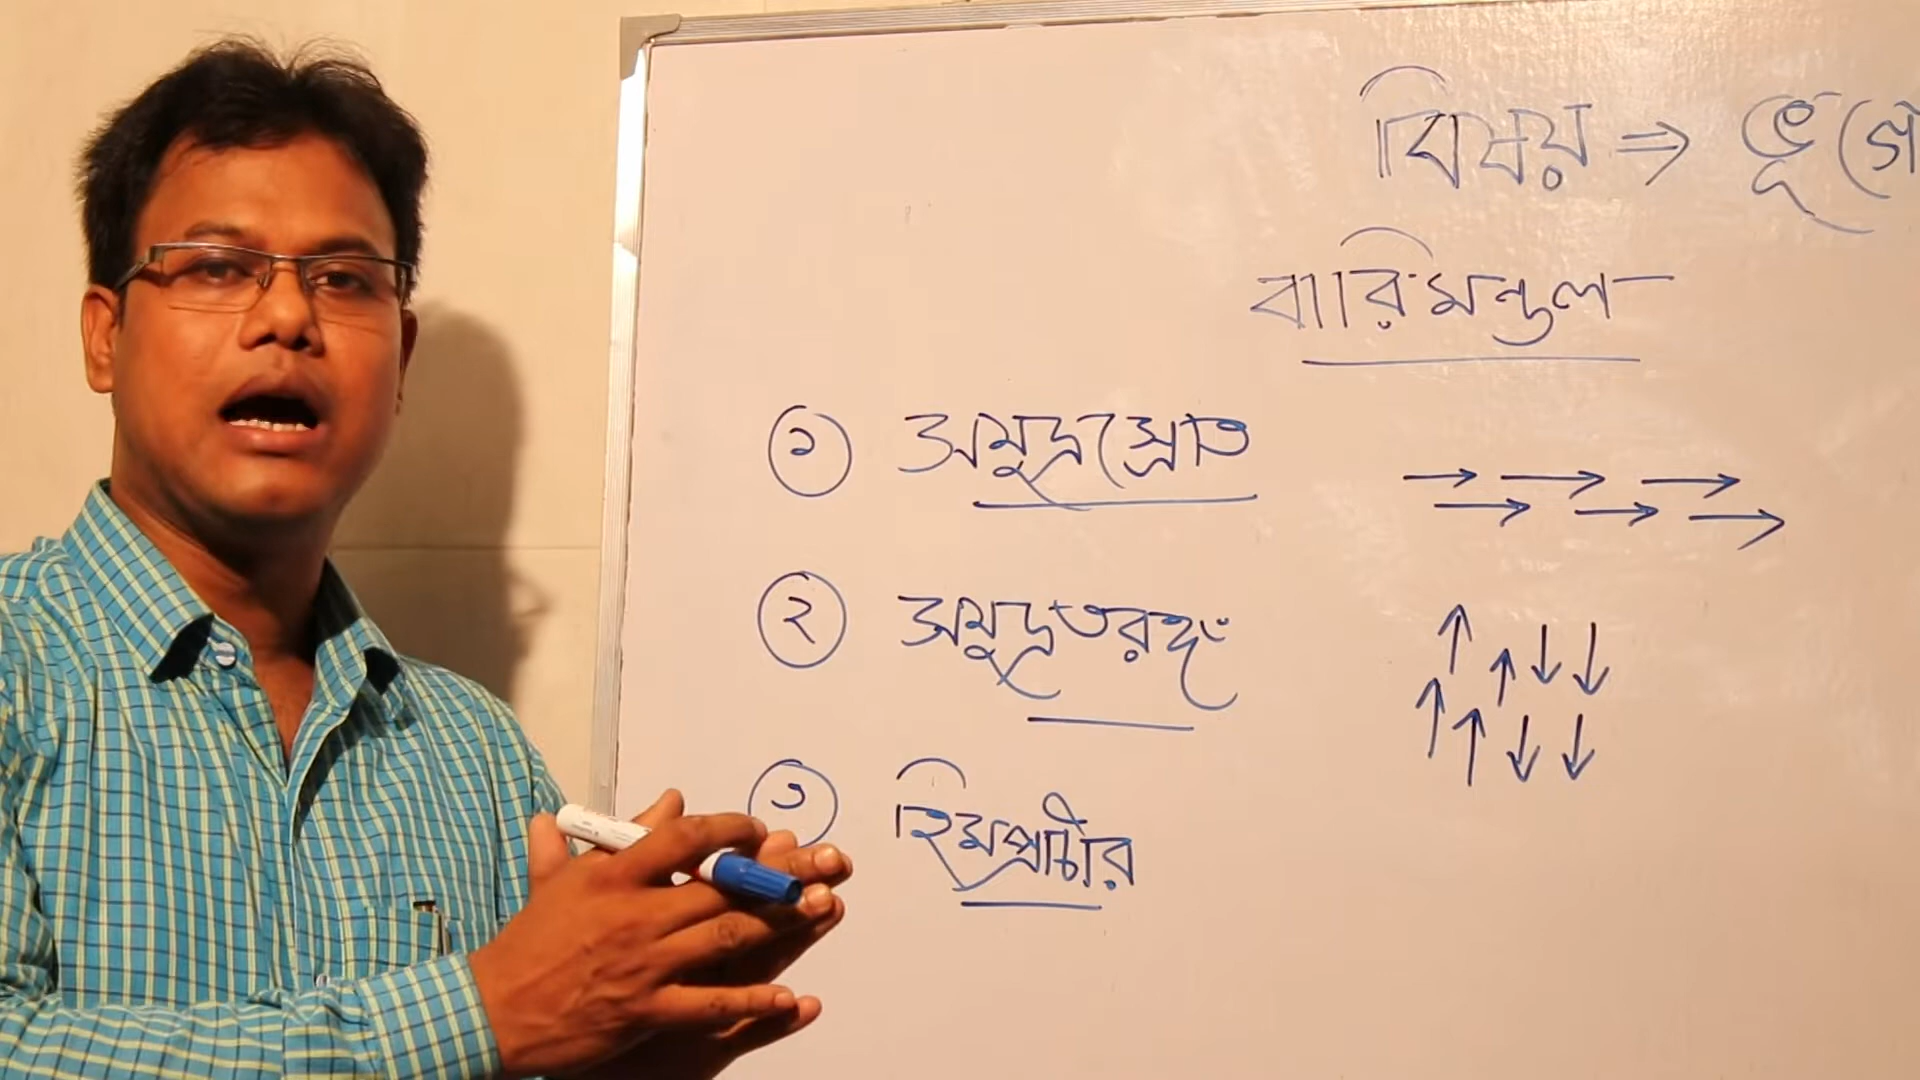 বিষয় ⇒ ভূগো
বারিমন্ডল
১ সমুদ্রস্রোত
২ সমুদ্রতরঙ্গ
৩ হিমপ্রাচীর